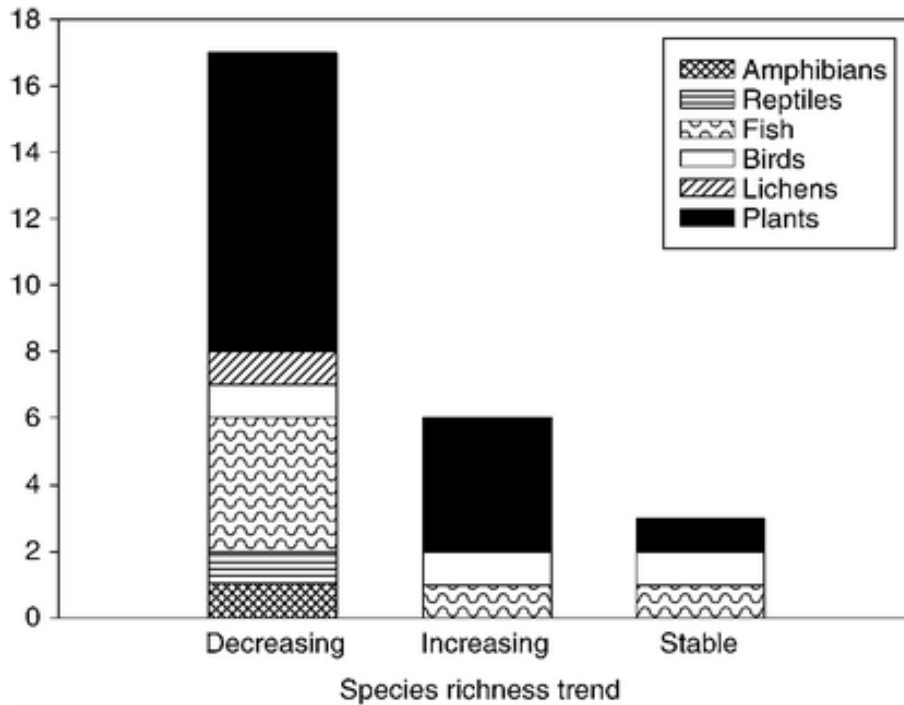 18
16
14
12
10
8
6
4
2
0
Amphibians
Reptiles
Fish
Birds
Lichens
Plants
Decreasing Increasing Stable
Species richness trend